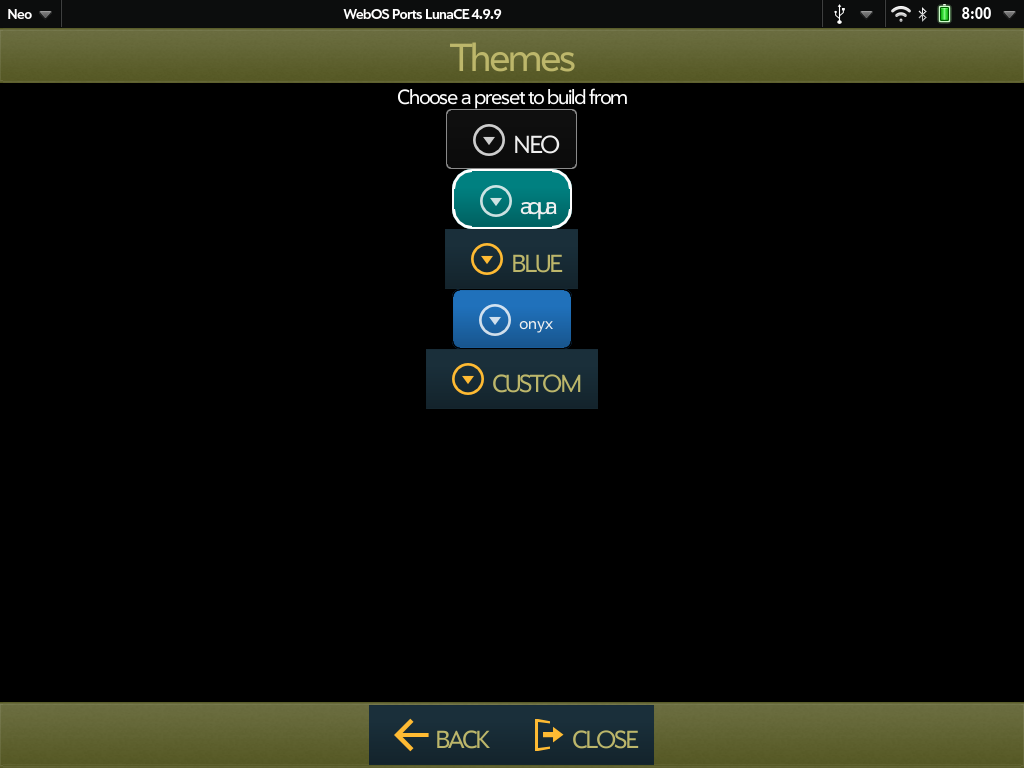 Neo WebOS Ports LunaCE 4.9.9 8:00
Themes
Choose a preset to build from
NEO
aqua
BLUE
onyx
CUSTOM
BACK CLOSE